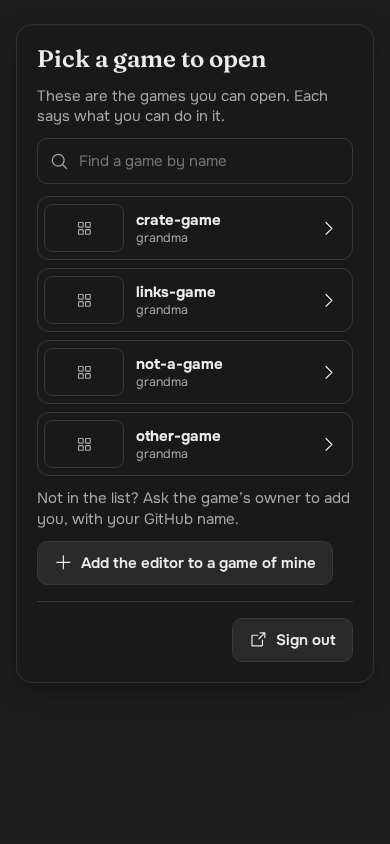 Pick a game to open
These are the games you can open. Each
says what you can do in it.
Find a game by name
crate-game
grandma
links-game
grandma
not-a-game
grandma
other-game
grandma
Not in the list? Ask the game's owner to add
you, with your GitHub name.
Add the editor to a game of mine
Sign out